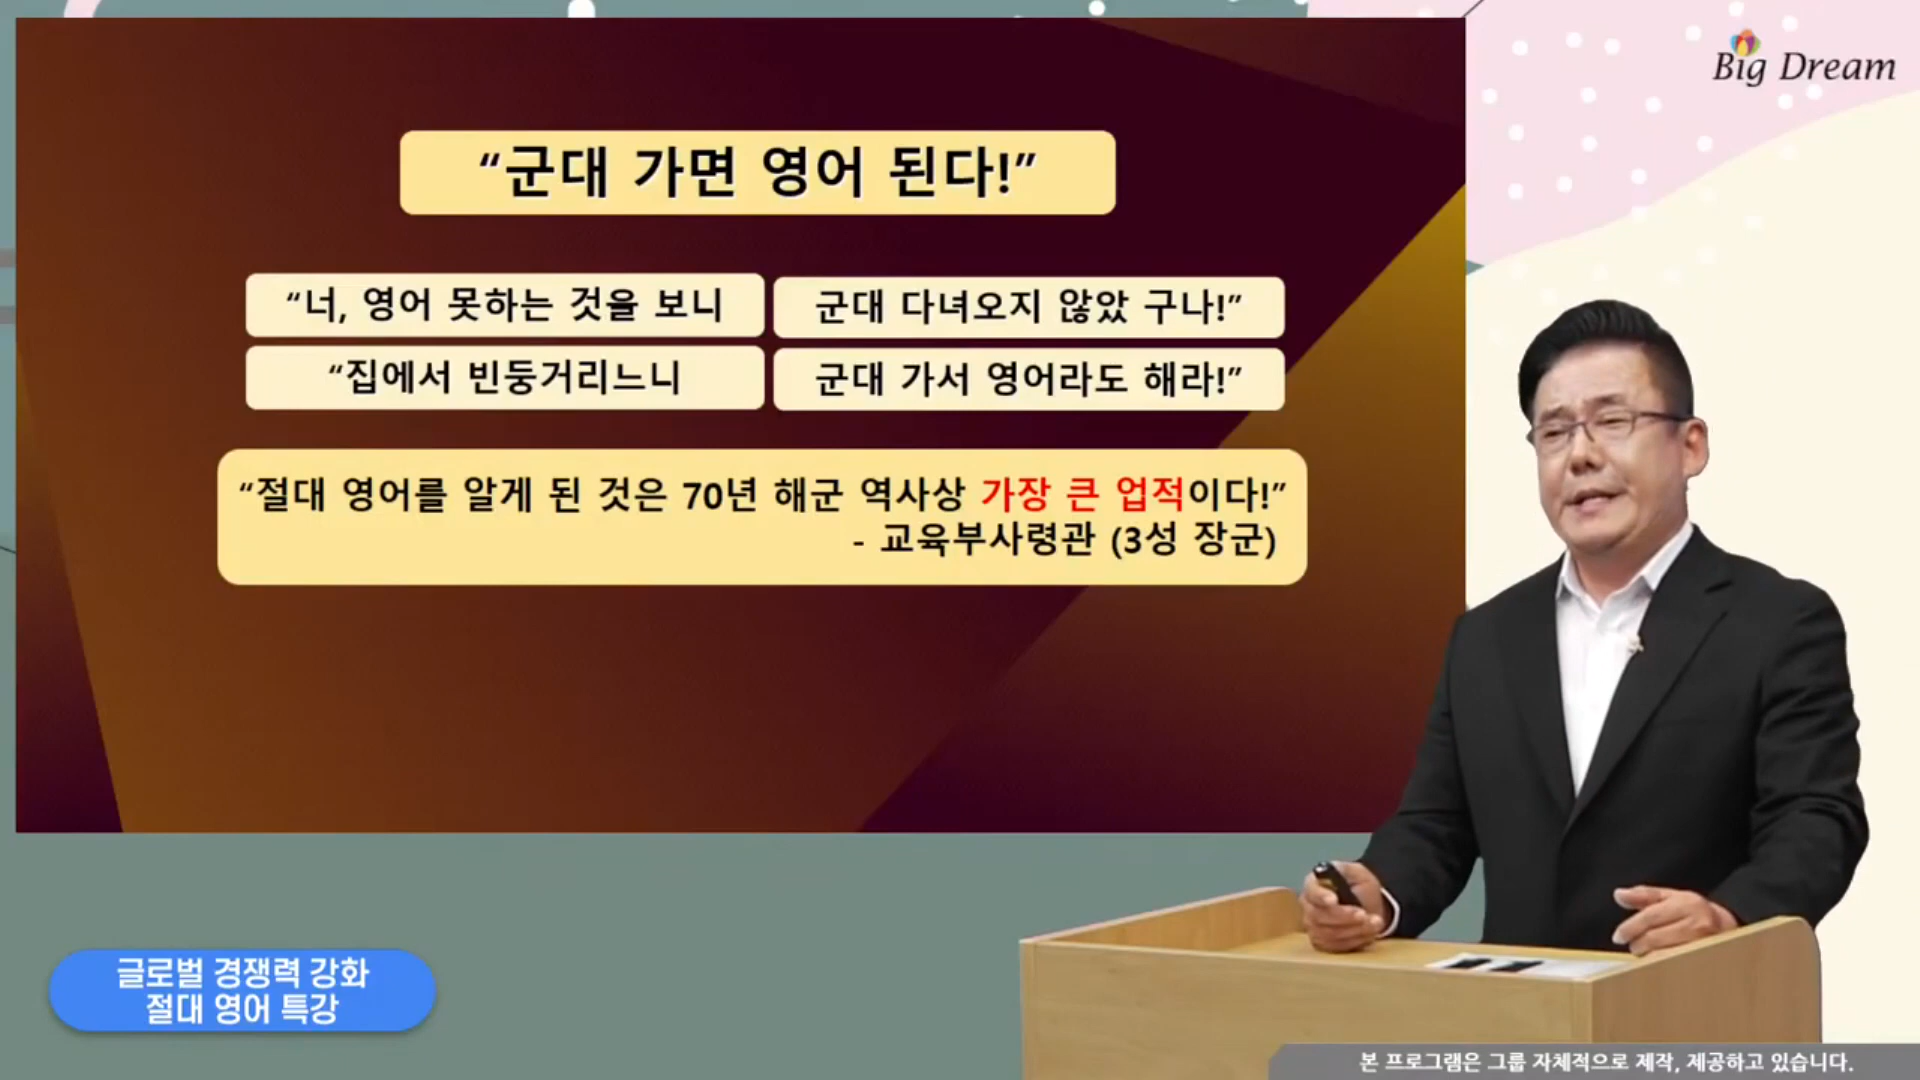 Big Dream
“군대 가면 영어 된다!”
“너, 영어 못하는 것을 보니 군대 다녀오지 않았 구나!”
“집에서 빈둥거리느니 군대 가서 영어라도 해라!”
“절대 영어를 알게 된 것은 70년 해군 역사상 가장 큰 업적이다!”
- 교육부사령관 (3성 장군)
글로벌 경쟁력 강화
절대 영어 특강
본 프로그램은 그룹 자체적으로 제작, 제공하고 있습니다.